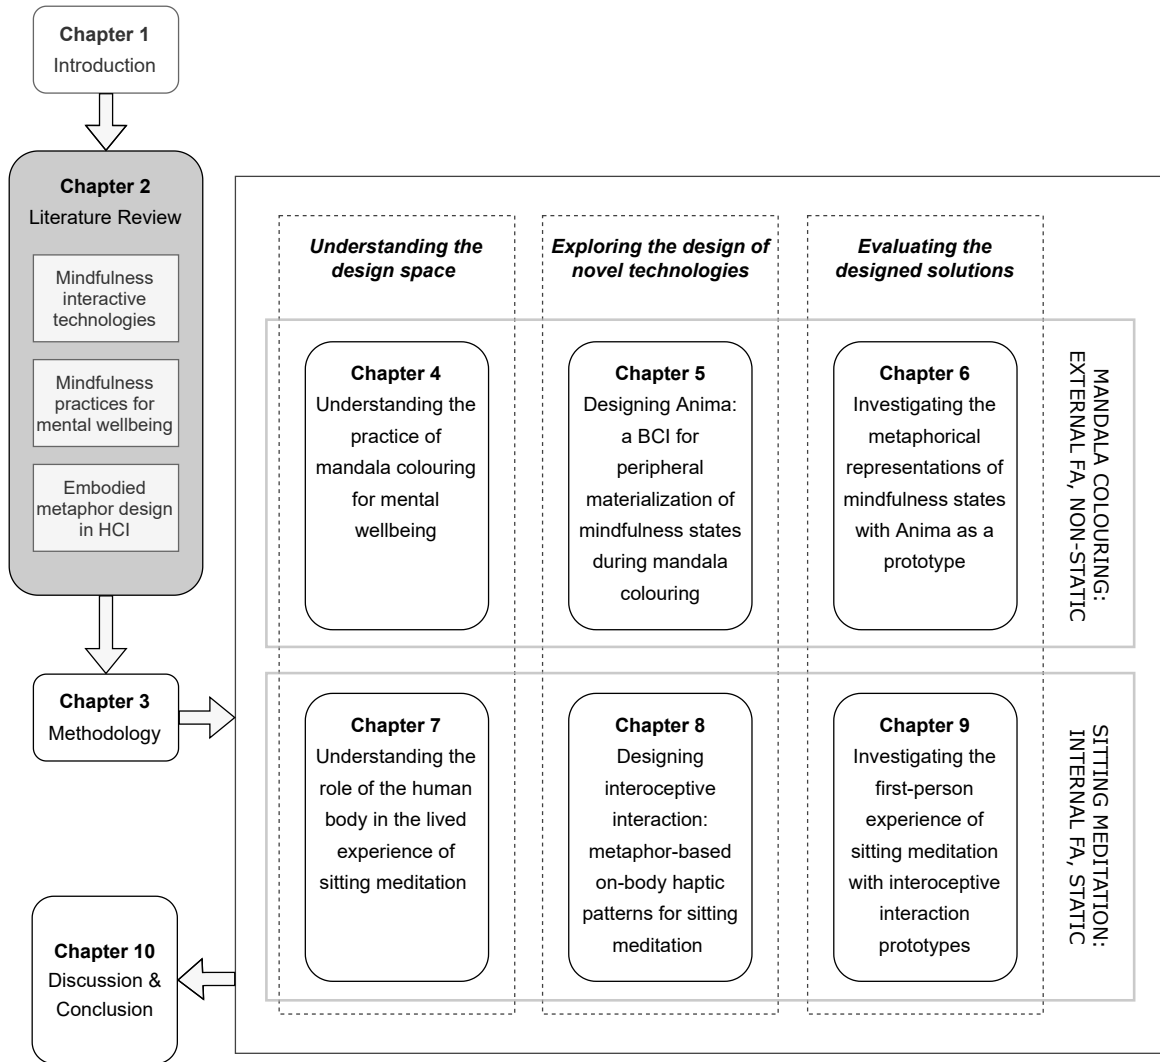 Chapter 1
Introduction
Chapter 2
Literature Review
Mindfulness
interactive
technologies
Mindfulness
practices for
mental wellbeing
Embodied
metaphor design
in HCI
Chapter 3
Methodology
Understanding the
design space
Exploring the design of
novel technologies
Evaluating the
designed solutions
Chapter 4
Understanding the
practice of
mandala colouring
for mental
wellbeing
Chapter 5
Designing Anima:
a BCI for
peripheral
materialization of
mindfulness states
during mandala
colouring
Chapter 6
Investigating the
metaphorical
representations of
mindfulness states
with Anima as a
prototype
MANDALA COLOURING:
EXTERNAL FA, NON-STATIC
Chapter 7
Understanding the
role of the human
body in the lived
experience of
sitting meditation
Chapter 8
Designing
interoceptive
interaction:
metaphor-based
on-body haptic
patterns for sitting
meditation
Chapter 9
Investigating the
first-person
experience of
sitting meditation
with interoceptive
interaction
prototypes
SITTING MEDITATION:
INTERNAL FA, STATIC
Chapter 10
Discussion &
Conclusion